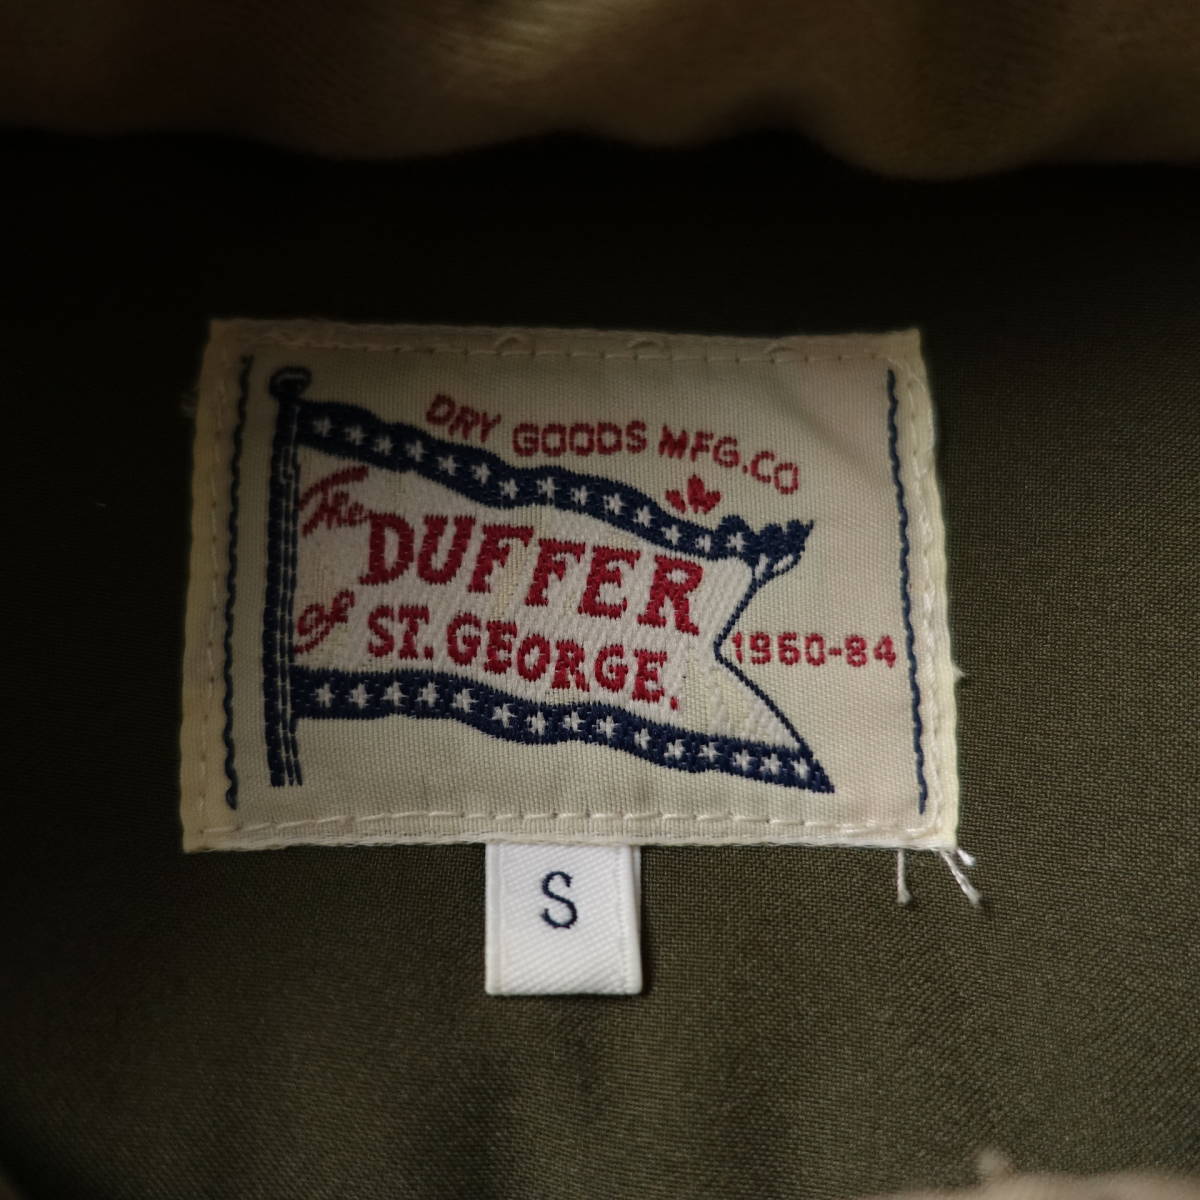 DRY GOODS MFG.CO
The DUFFER
of ST. GEORGE.
1960-84
S